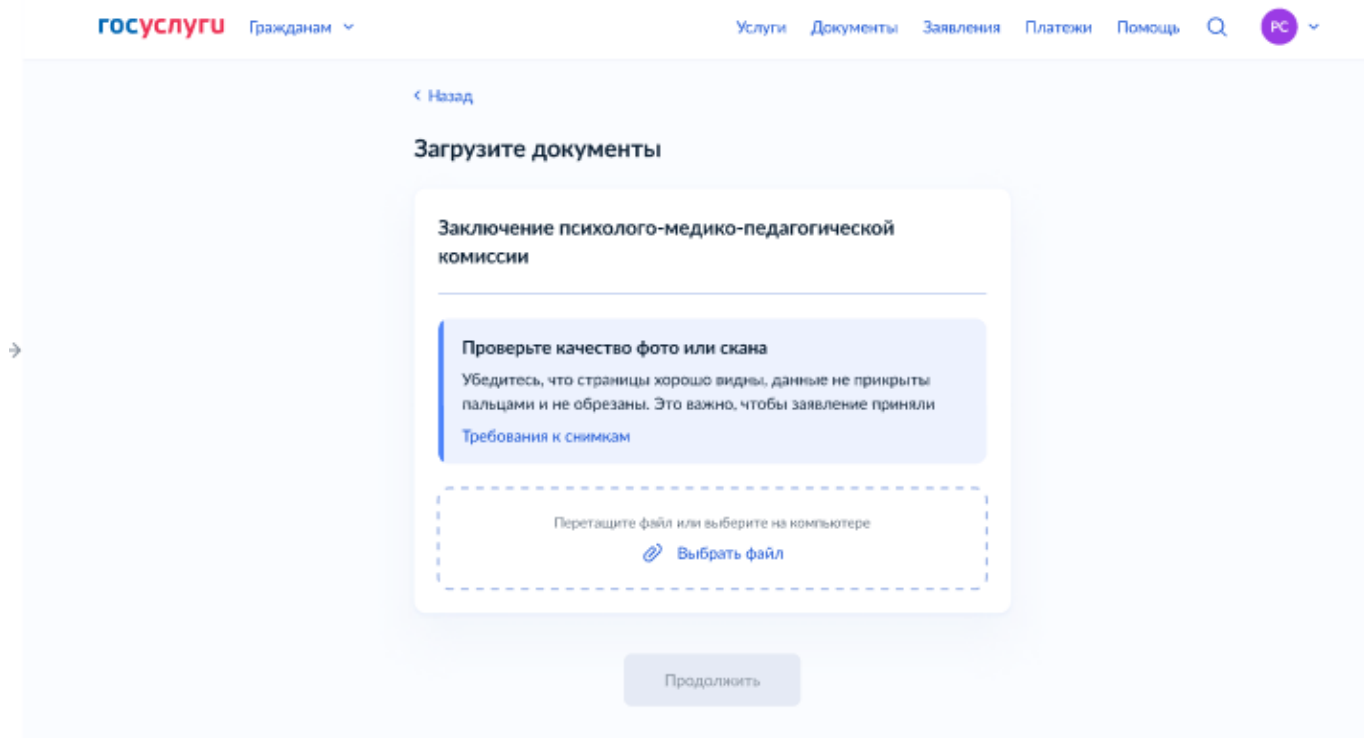 госуслуги Гражданам Услуги Документы Заявления Платежи Помощь РС
Назад
Загрузите документы
Заключение психолого-медико-педагогической
комиссии
Проверьте качество фото или скана
Убедитесь, что страницы хорошо видны, данные не прикрыты
пальцами и не обрезаны. Это важно, чтобы заявление приняли
Требования к снимкам
Перетащите файл или выберите на компьютере
Выбрать файл
Продолжить